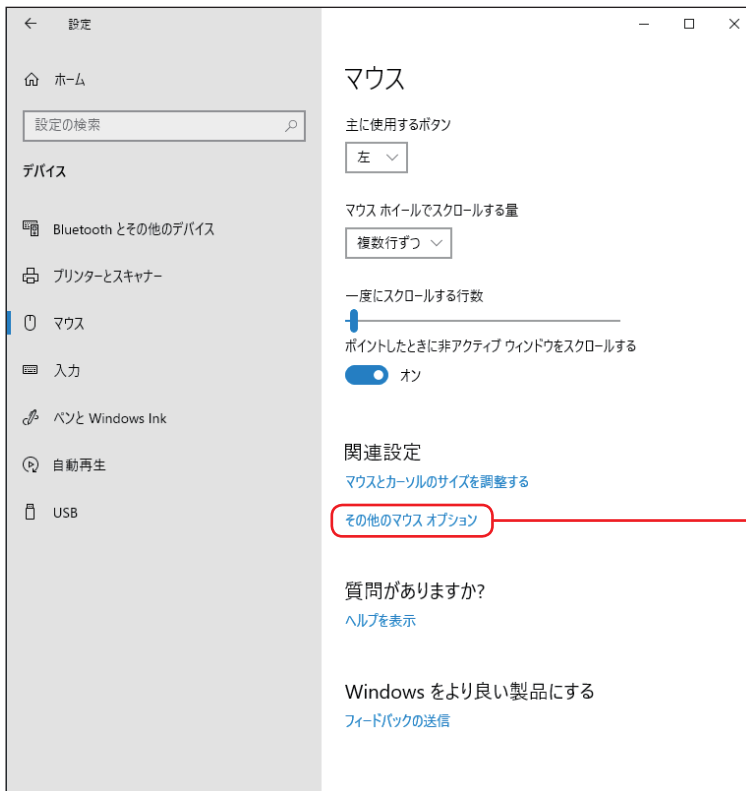 設定
ホーム
設定の検索
デバイス
Bluetooth とその他のデバイス
プリンターとスキャナー
マウス
入力
ペンと Windows Ink
自動再生
USB
マウス
主に使用するボタン
左
マウス ホイールでスクロールする量
複数行ずつ
一度にスクロールする行数
ポイントしたときに非アクティブ ウィンドウをスクロールする
オン
関連設定
マウスとカーソルのサイズを調整する
その他のマウス オプション
質問がありますか?
ヘルプを表示
Windows をより良い製品にする
フィードバックの送信